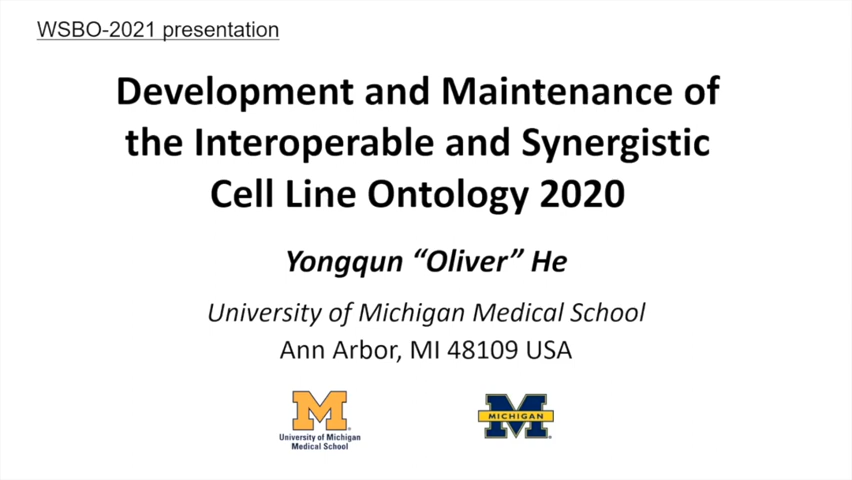 WSBO-2021 presentation
Development and Maintenance of
the Interoperable and Synergistic
Cell Line Ontology 2020
Yongqun “Oliver” He
University of Michigan Medical School
Ann Arbor, MI 48109 USA
M
University of Michigan
Medical School
MICHIGAN